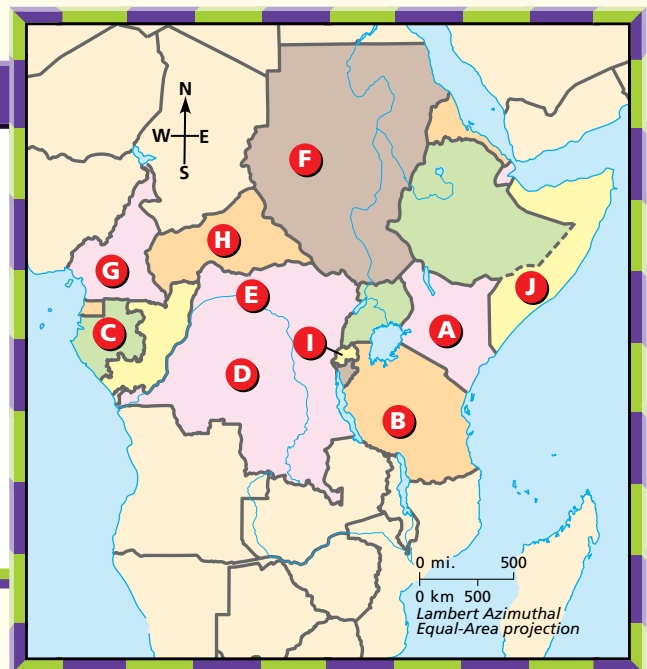 N
W E
S
F
H
G
E
J
C
A
I
D
B
0 mi. 500
0 km 500
Lambert Azimuthal
Equal-Area projection